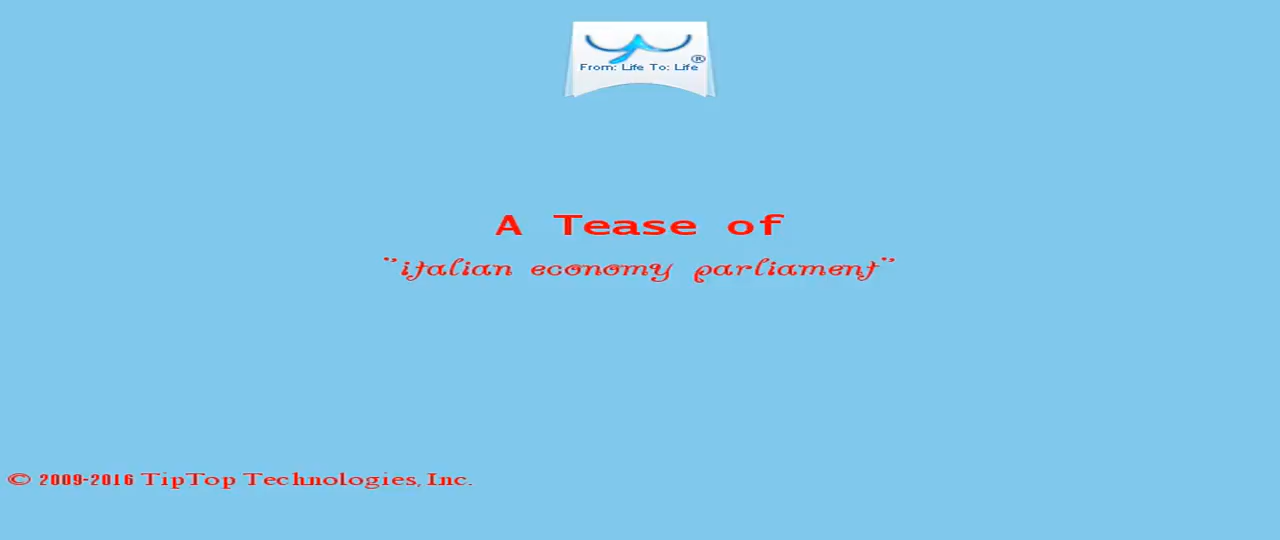 From: Life To: Life®
A Tease of
"italian economy parliament"
© 2009-2016 TipTop Technologies, Inc.